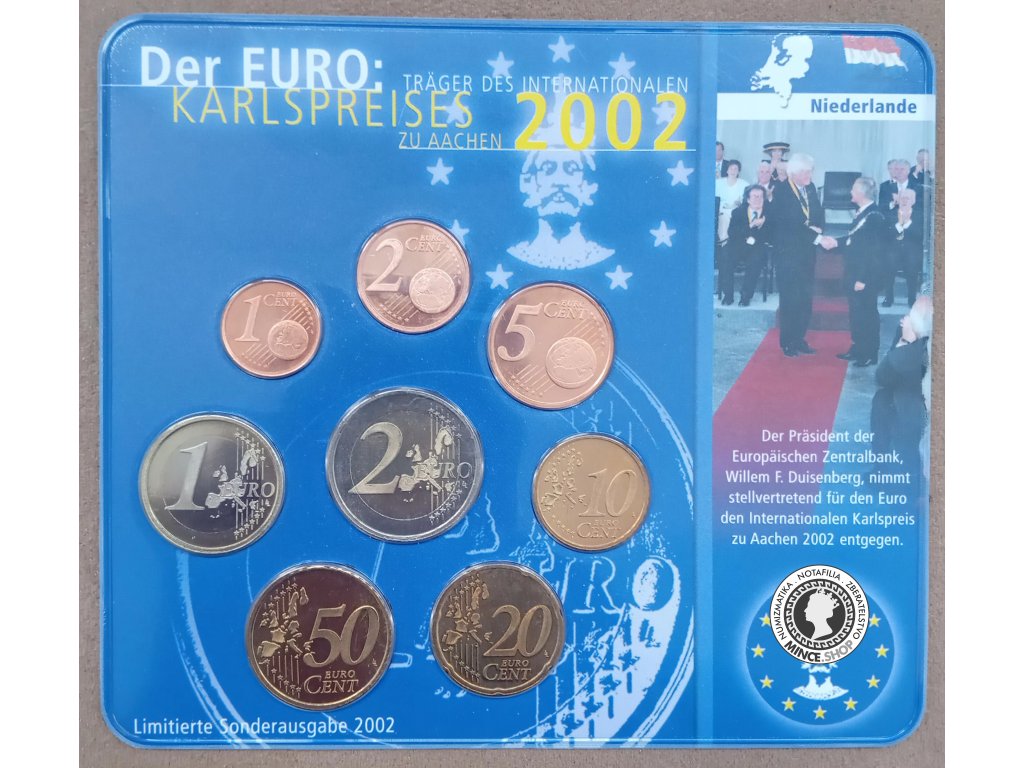 Der EURO:
TRÄGER DES INTERNATIONALEN
KARLSPREISES
ZU AACHEN
2002
Niederlande
2
EURO
CENT
1
EURO
CENT
5
EURO
CENT
1
EURO
2
EURO
10
EURO
CENT
50
EURO
CENT
20
EURO
CENT
EURO
Der Präsident der
Europäischen Zentralbank,
Willem F. Duisenberg, nimmt
stellvertretend für den Euro
den Internationalen Karlspreis
zu Aachen 2002 entgegen.
NUMIZMATIKA . NOTAFILIA . ZBERATELSTVO
MINCE.SHOP
Limitierte Sonderausgabe 2002